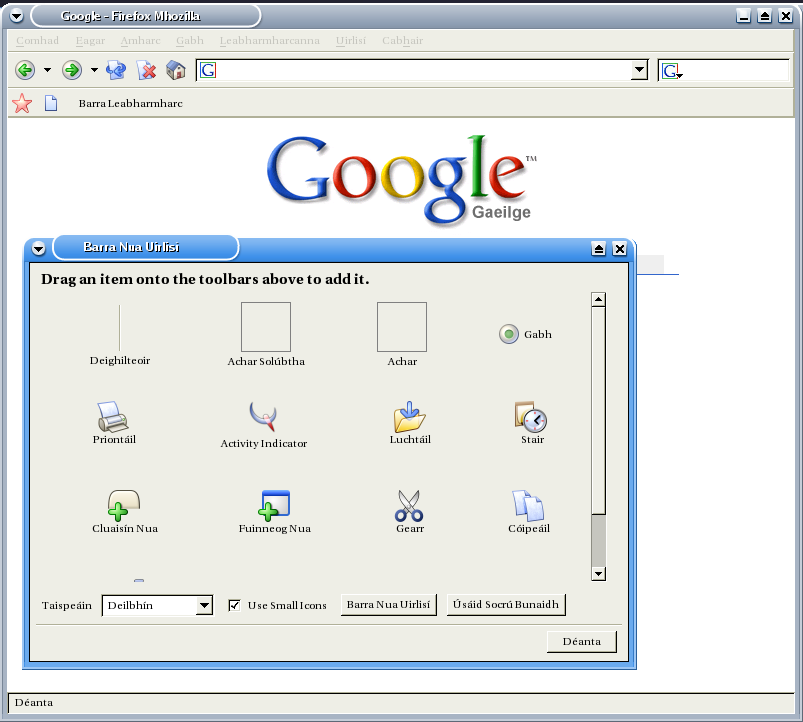 Google - Firefox Mhozilla
Comhad Eagar Amharc Gabh Leabharmharcanna Uirlisí Cabhair
G G
Barra Leabharmharc
Google™
Gaeilge
Barra Nua Uirlisí
Drag an item onto the toolbars above to add it.
Deighilteoir Achar Solúbtha Achar Gabh
Priontáil Activity Indicator Luchtáil Stair
Cluaisín Nua Fuinneog Nua Gearr Cóipeáil
Taispeáin Deilbhín Use Small Icons Barra Nua Uirlisí Úsáid Socrú Bunaidh
Déanta
Déanta